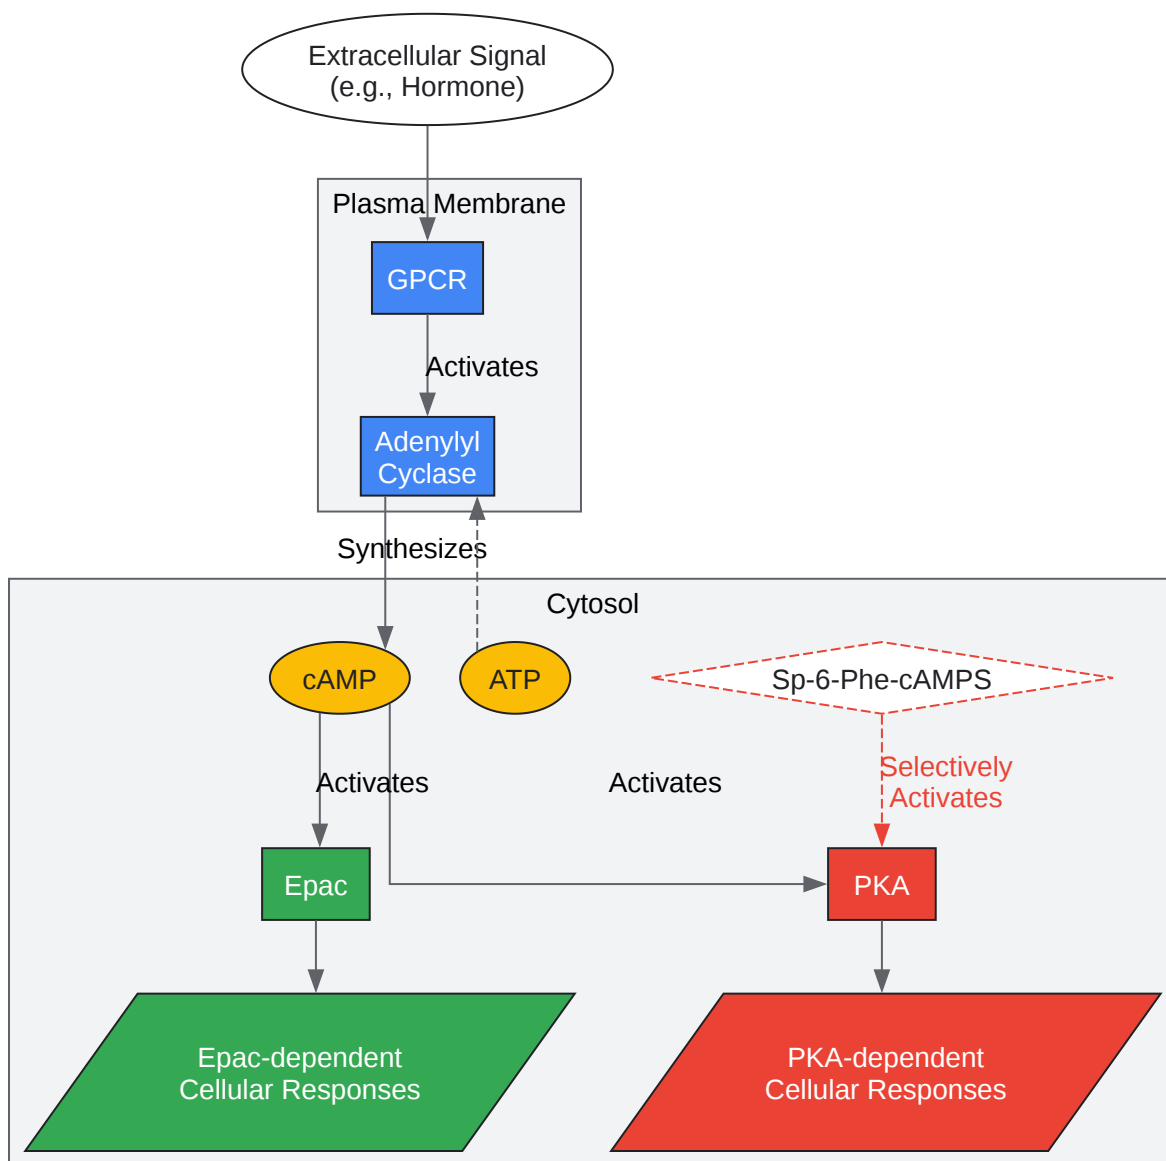 Extracellular Signal
(e.g., Hormone)
Plasma Membrane
GPCR
Activates
Adenylyl
Cyclase
Synthesizes
Cytosol
cAMP
ATP
Sp-6-Phe-cAMPS
Activates
Activates
Selectively
Activates
Epac
PKA
Epac-dependent
Cellular Responses
PKA-dependent
Cellular Responses